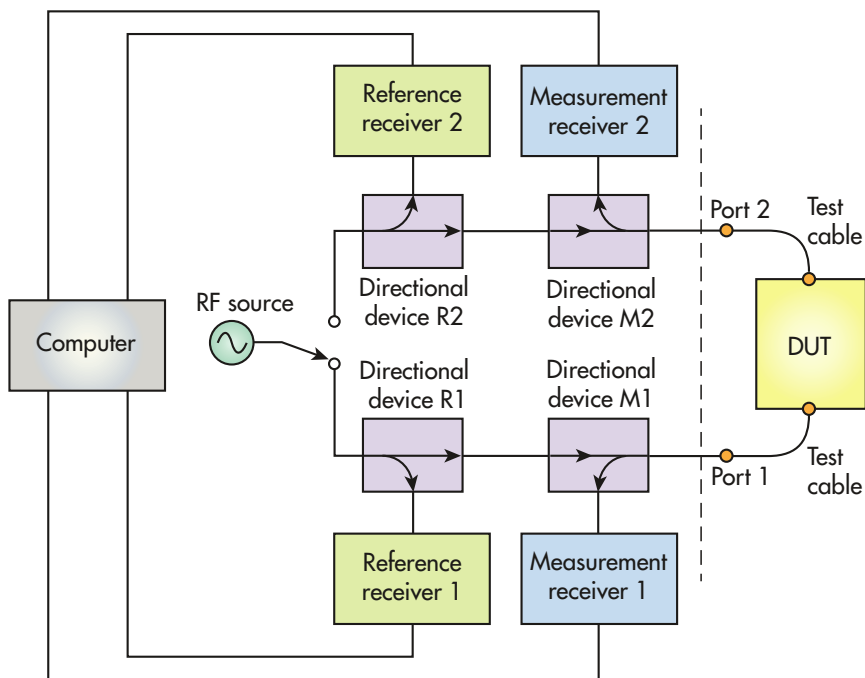 Reference
receiver 2
Measurement
receiver 2
Port 2
Test
cable
Directional
device R2
Directional
device M2
RF source
Computer
DUT
Directional
device R1
Directional
device M1
Port 1
Test
cable
Reference
receiver 1
Measurement
receiver 1